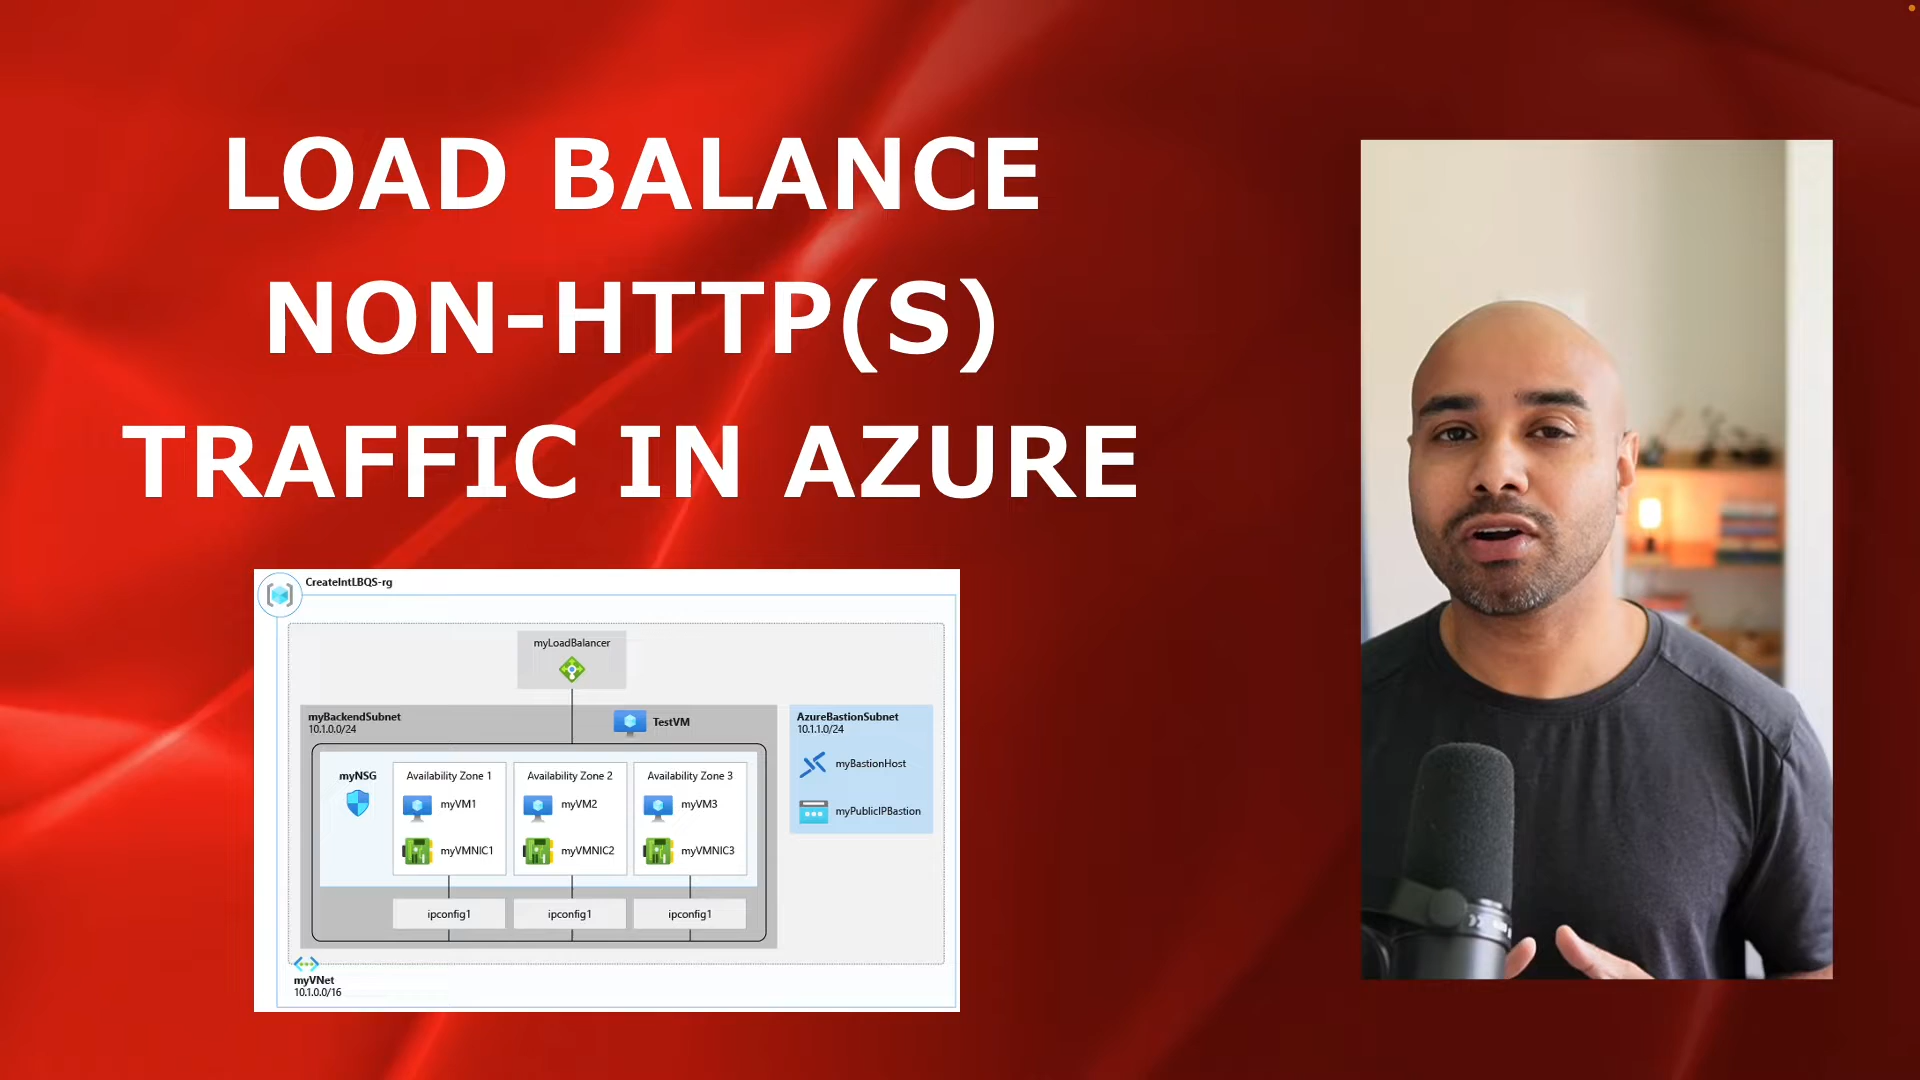 LOAD BALANCE
NON-HTTP(S)
TRAFFIC IN AZURE
CreateIntLBQS-rg
myLoadBalancer
myBackendSubnet
10.1.0.0/24
TestVM
AzureBastionSubnet
10.1.1.0/24
myBastionHost
myPublicIPBastion
myNSG
Availability Zone 1
myVM1
myVMNIC1
Availability Zone 2
myVM2
myVMNIC2
Availability Zone 3
myVM3
myVMNIC3
ipconfig1
ipconfig1
ipconfig1
myVNet
10.1.0.0/16